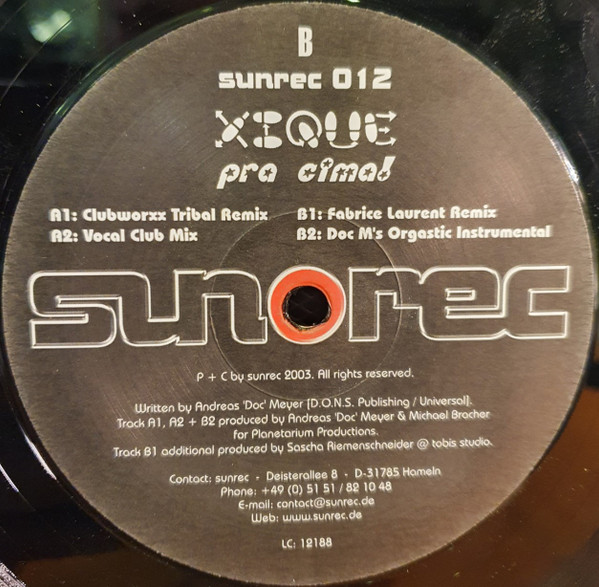 B
sunrec 012
XIQUE
pra cima!
A1: Clubworxx Tribal Remix B1: Fabrice Laurent Remix
A2: Vocal Club Mix B2: Doc M's Orgastic Instrumental
sunrec
P + C by sunrec 2003. All rights reserved.
Written by Andreas 'Doc' Meyer [D.O.N.S. Publishing / Universal].
Track A1, A2 + B2 produced by Andreas 'Doc' Meyer & Michael Bracher
for Planetarium Productions.
Track B1 additional produced by Sascha Riemenschneider @ tobis studio.
Contact: sunrec - Deisterallee 8 - D-31785 Hameln
Phone: +49 (0) 51 51 / 82 10 48
E-mail: contact@sunrec.de
Web: www.sunrec.de
LC: 12188